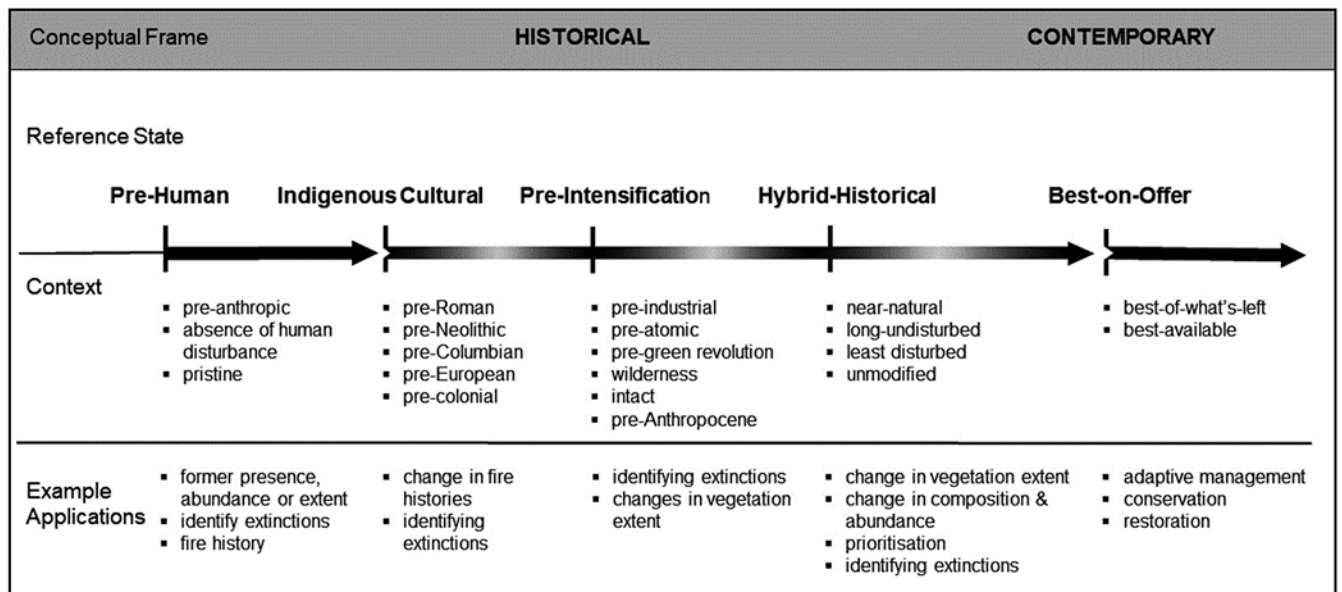 Conceptual Frame HISTORICAL CONTEMPORARY
Reference State
Pre-Human Indigenous Cultural Pre-Intensification Hybrid-Historical Best-on-Offer
Context
▪ pre-anthropic
▪ absence of human
disturbance
▪ pristine
▪ pre-Roman
▪ pre-Neolithic
▪ pre-Columbian
▪ pre-European
▪ pre-colonial
▪ pre-industrial
▪ pre-atomic
▪ pre-green revolution
▪ wilderness
▪ intact
▪ pre-Anthropocene
▪ near-natural
▪ long-undisturbed
▪ least disturbed
▪ unmodified
▪ best-of-what's-left
▪ best-available
Example
Applications
▪ former presence,
abundance or extent
▪ identify extinctions
▪ fire history
▪ change in fire
histories
▪ identifying
extinctions
▪ identifying extinctions
▪ changes in vegetation
extent
▪ change in vegetation extent
▪ change in composition &
abundance
▪ prioritisation
▪ identifying extinctions
▪ adaptive management
▪ conservation
▪ restoration